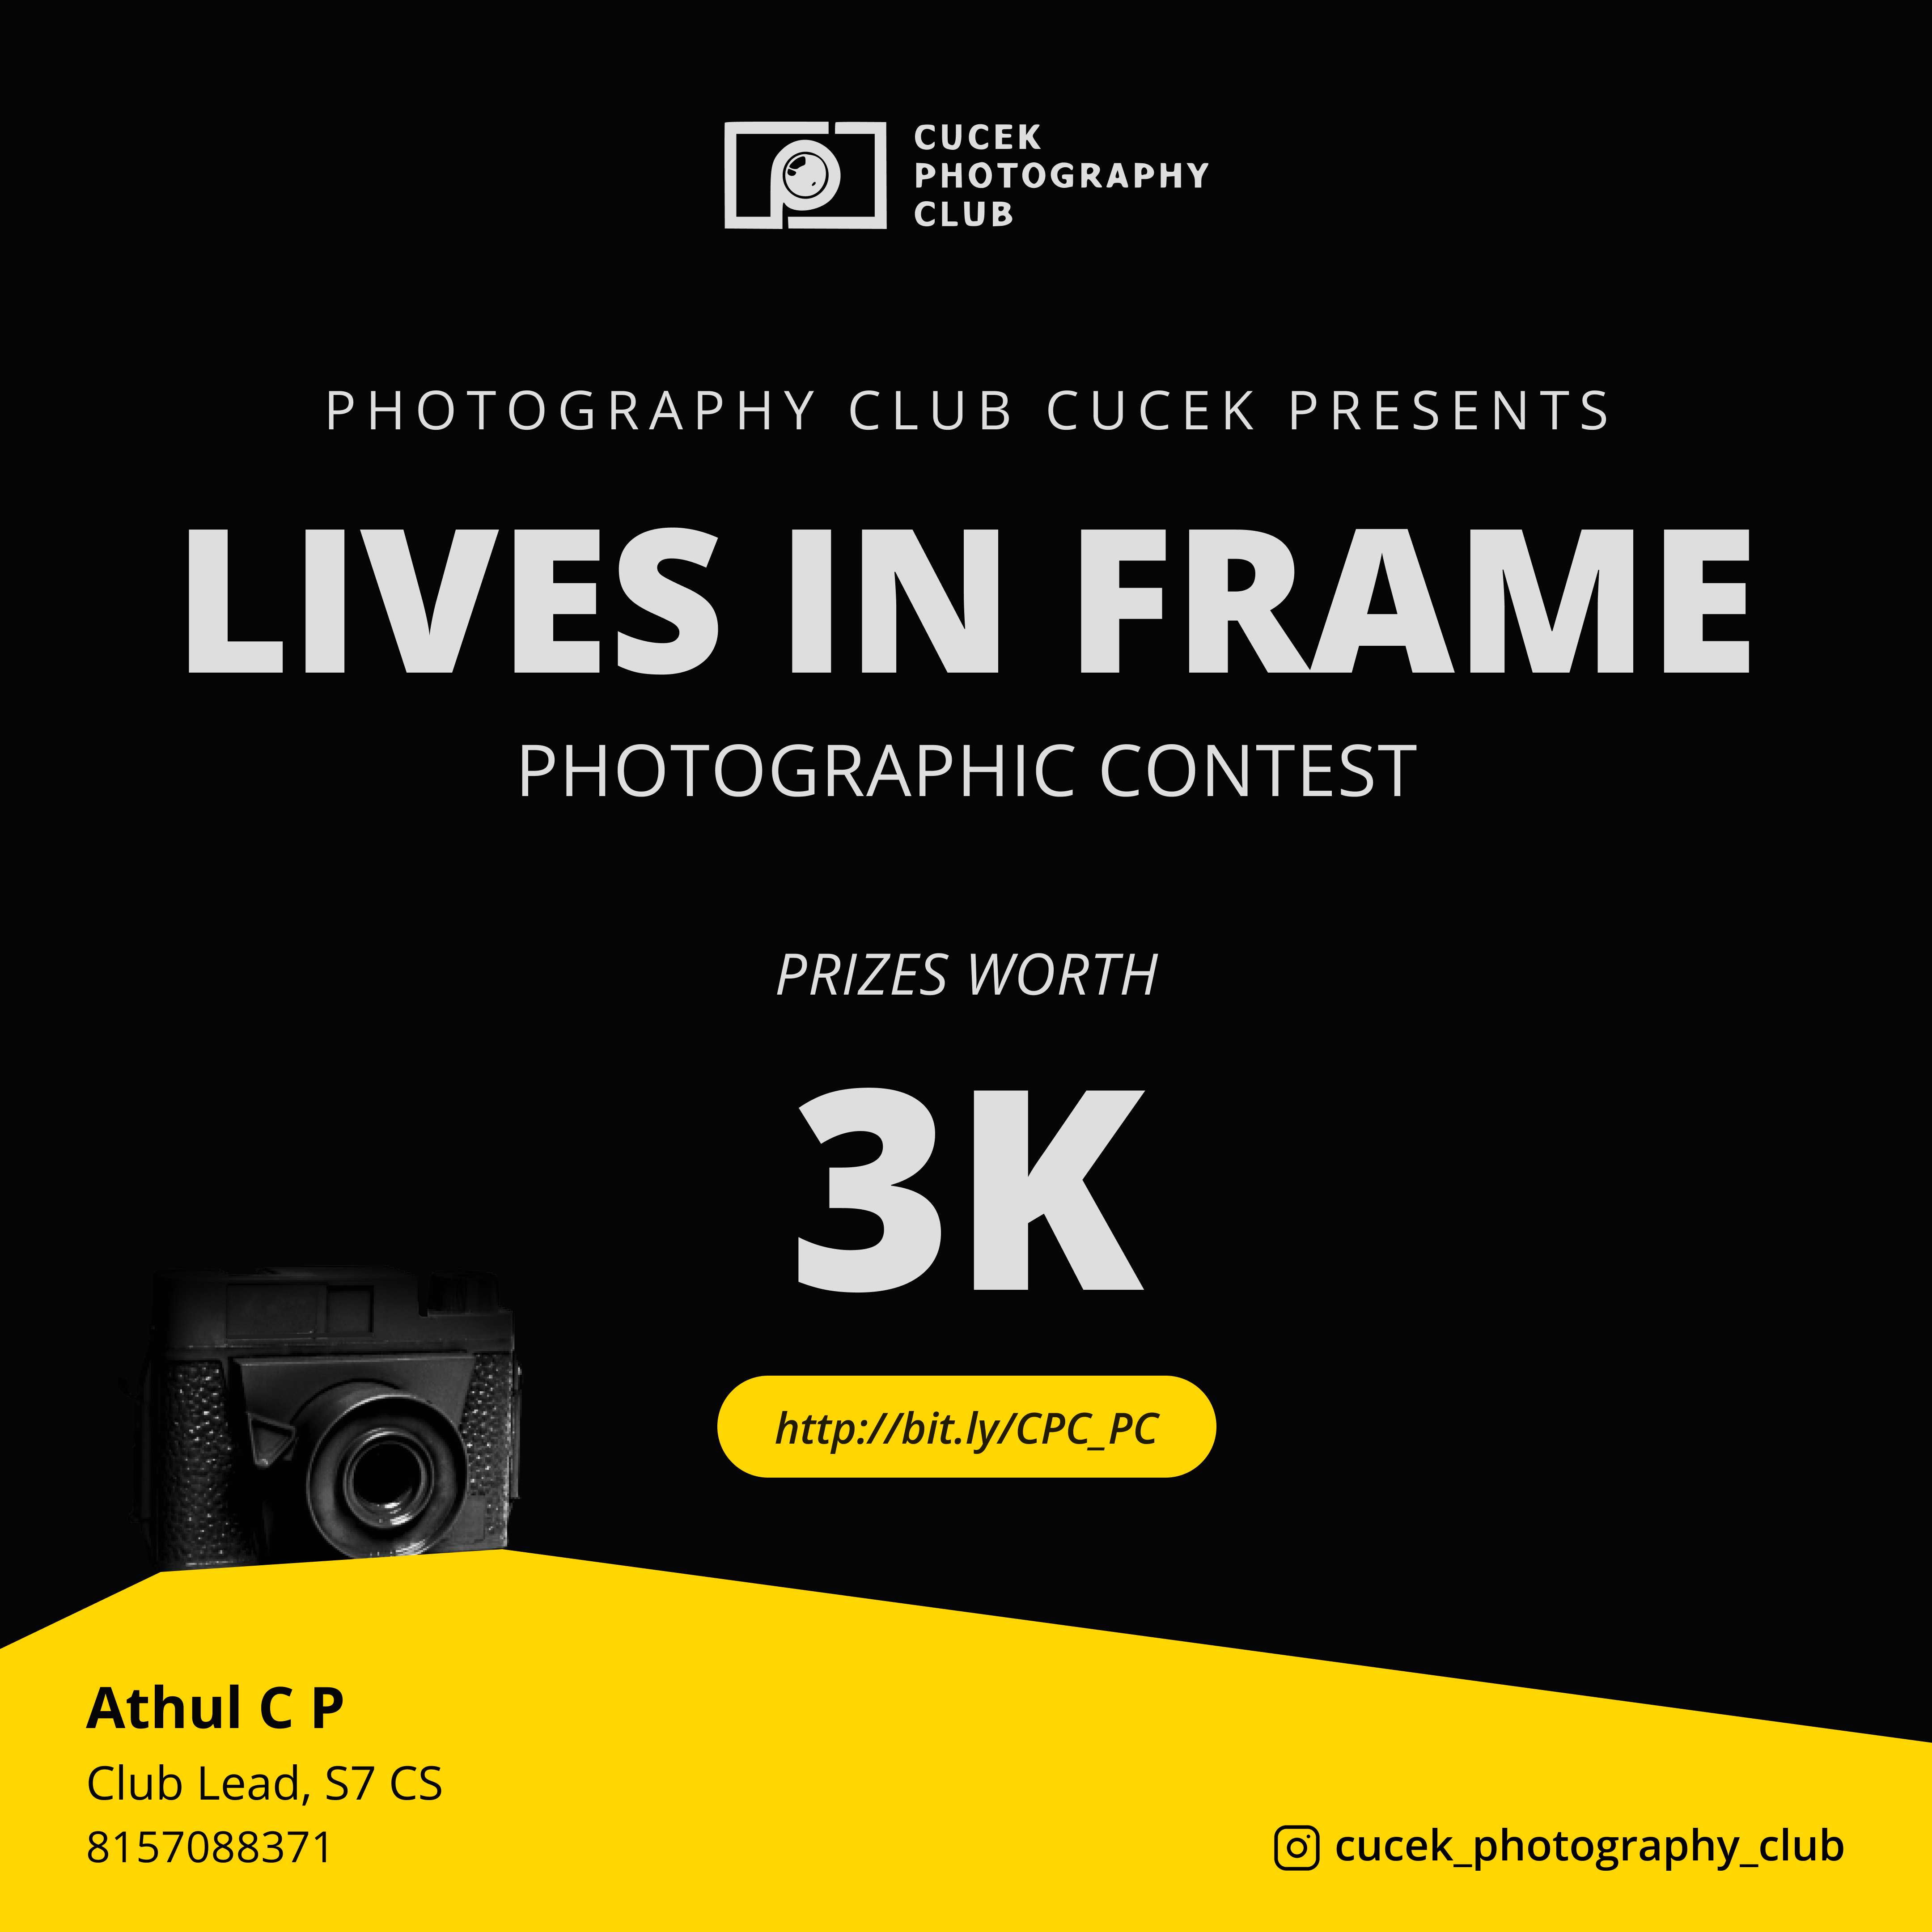 CUCEK
PHOTOGRAPHY
CLUB
PHOTOGRAPHY CLUB CUCEK PRESENTS
LIVES IN FRAME
PHOTOGRAPHIC CONTEST
PRIZES WORTH
3K
http://bit.ly/CPC_PC
Athul C P
Club Lead, S7 CS
8157088371
cucek_photography_club